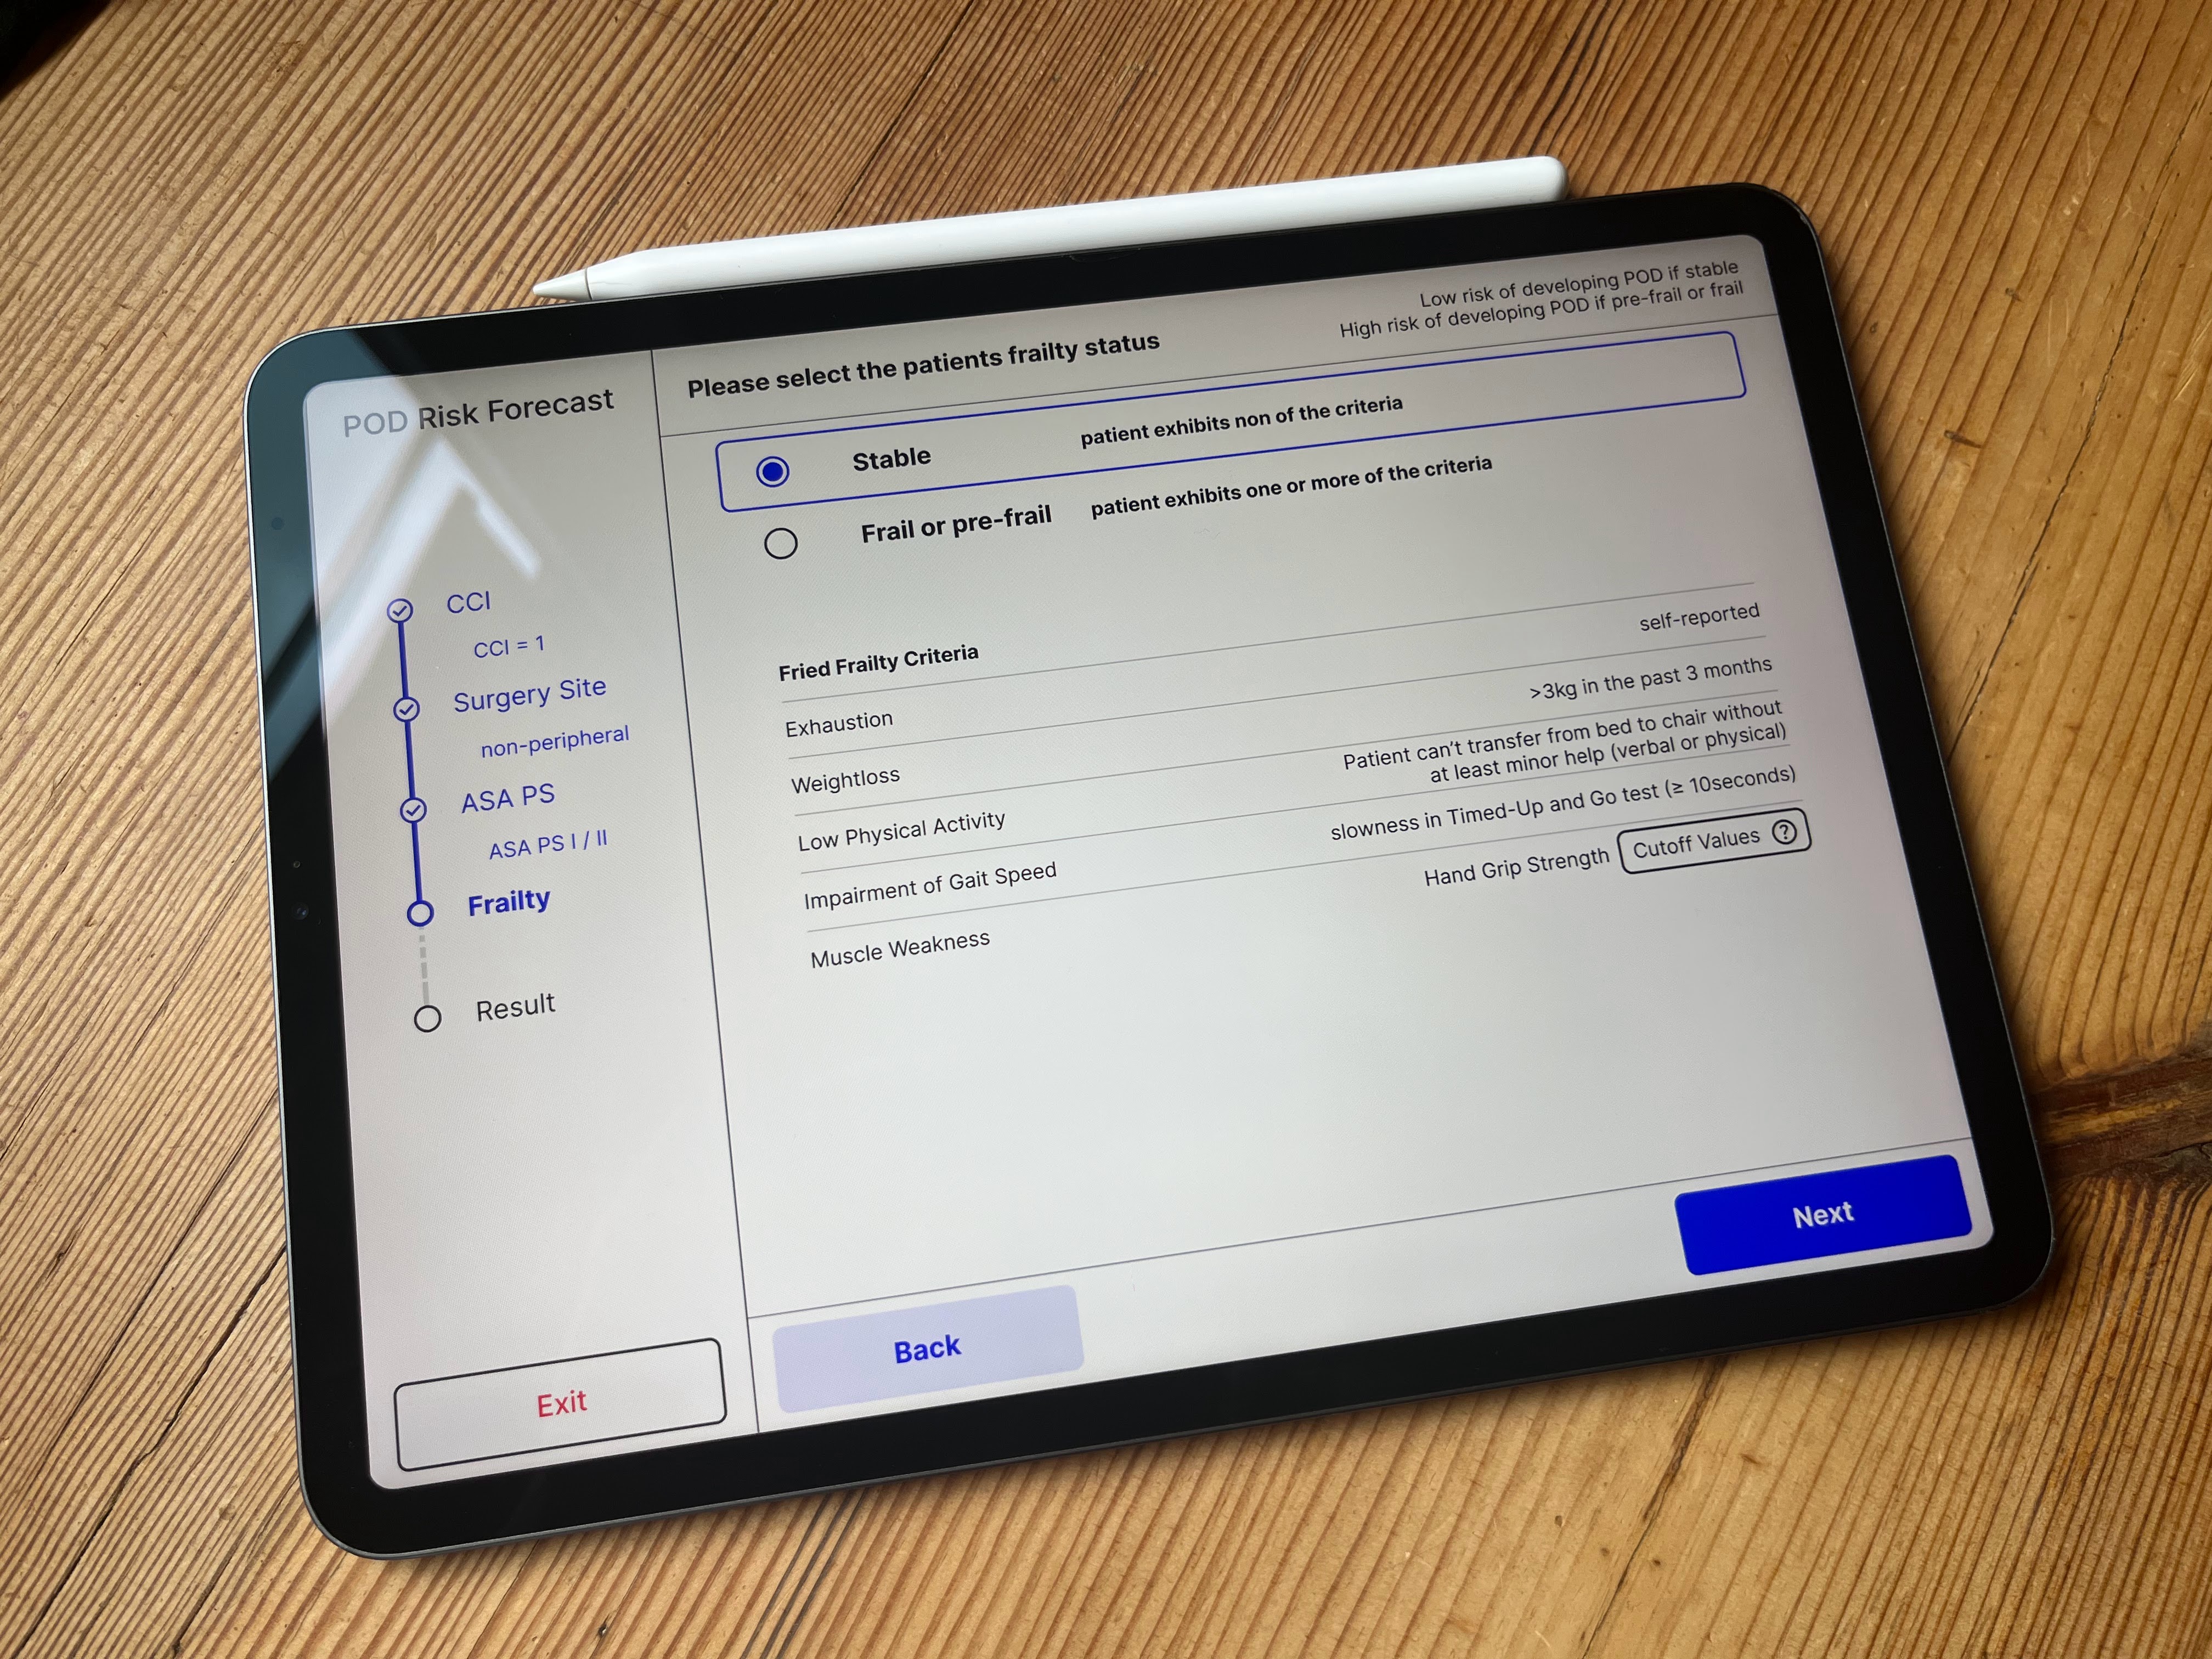 POD Risk Forecast
CCI
CCI = 1
Surgery Site
non-peripheral
ASA PS
ASA PS I / II
Frailty
Result
Exit
Please select the patients frailty status
Low risk of developing POD if stable
High risk of developing POD if pre-frail or frail
Stable patient exhibits non of the criteria
Frail or pre-frail patient exhibits one or more of the criteria
Fried Frailty Criteria
Exhaustion self-reported
Weightloss >3kg in the past 3 months
Low Physical Activity Patient can't transfer from bed to chair without
at least minor help (verbal or physical)
Impairment of Gait Speed slowness in Timed-Up and Go test (≥ 10seconds)
Muscle Weakness Hand Grip Strength Cutoff Values ?
Back
Next